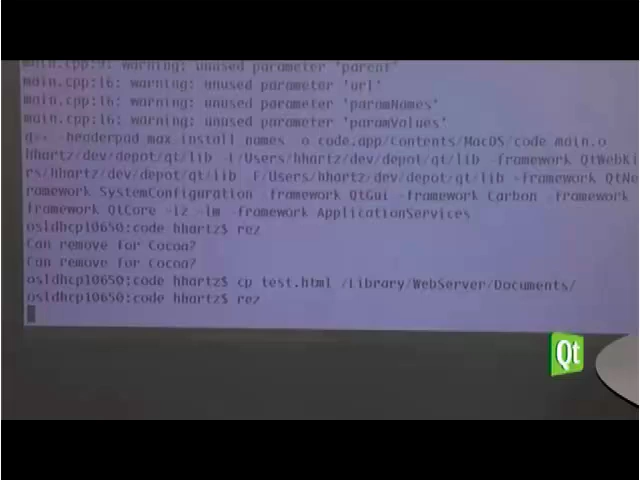 main.cpp:9: warning: unused parameter 'parent'
main.cpp:16: warning: unused parameter 'url'
main.cpp:16: warning: unused parameter 'paramNames'
main.cpp:16: warning: unused parameter 'paramValues'
g++ -headerpad_max_install_names -o code.app/Contents/MacOS/code main.o
hhartz/dev/depot/qt/lib -F/Users/hhartz/dev/depot/qt/lib -framework QtWebKi
rs/hhartz/dev/depot/qt/lib -F/Users/hhartz/dev/depot/qt/lib -framework QtNe
ramework SystemConfiguration -framework QtGui -framework Carbon -framework
framework QtCore -lz -lm -framework ApplicationServices
osldhcp10650:code hhartz$ rez
Can remove for Cocoa?
Can remove for Cocoa?
osldhcp10650:code hhartz$ cp test.html /Library/WebServer/Documents/
osldhcp10650:code hhartz$ rez
Qt